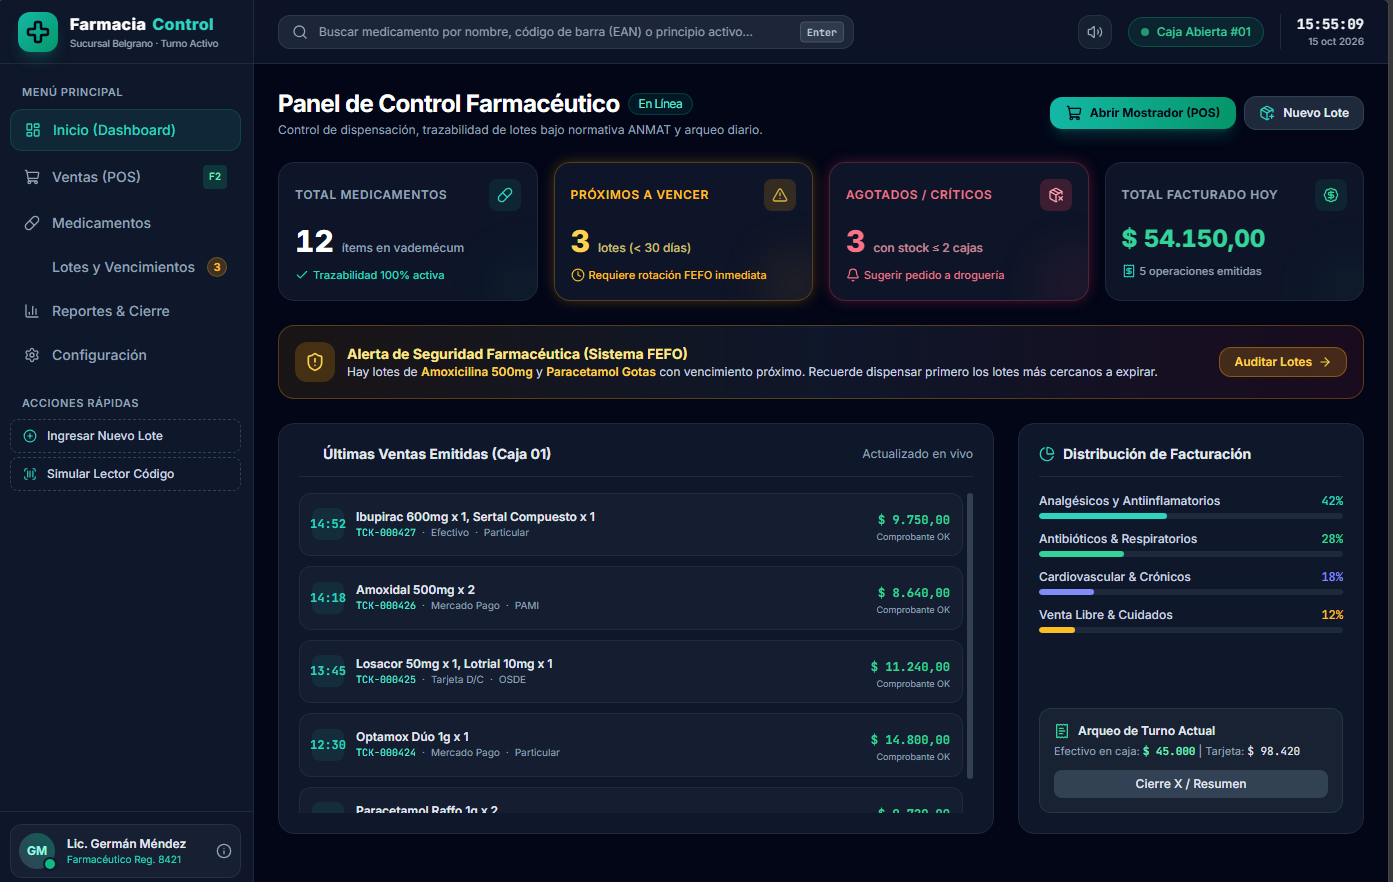 Farmacia Control
Sucursal Belgrano · Turno Activo
Buscar medicamento por nombre, código de barra (EAN) o principio activo...
Enter
Caja Abierta #01
15:55:09
15 oct 2026
MENÚ PRINCIPAL
Inicio (Dashboard)
Ventas (POS)
F2
Medicamentos
Lotes y Vencimientos
3
Reportes & Cierre
Configuración
ACCIONES RÁPIDAS
Ingresar Nuevo Lote
Simular Lector Código
GM
Lic. Germán Méndez
Farmacéutico Reg. 8421
Panel de Control Farmacéutico
En Línea
Control de dispensación, trazabilidad de lotes bajo normativa ANMAT y arqueo diario.
Abrir Mostrador (POS)
Nuevo Lote
TOTAL MEDICAMENTOS
12 ítems en vademécum
Trazabilidad 100% activa
PRÓXIMOS A VENCER
3 lotes (< 30 días)
Requiere rotación FEFO inmediata
AGOTADOS / CRÍTICOS
3 con stock ≤ 2 cajas
Sugerir pedido a droguería
TOTAL FACTURADO HOY
$ 54.150,00
5 operaciones emitidas
Alerta de Seguridad Farmacéutica (Sistema FEFO)
Hay lotes de Amoxicilina 500mg y Paracetamol Gotas con vencimiento próximo. Recuerde dispensar primero los lotes más cercanos a expirar.
Auditar Lotes →
Últimas Ventas Emitidas (Caja 01)
Actualizado en vivo
14:52
Ibupirac 600mg x 1, Sertal Compuesto x 1
TCK-000427 · Efectivo · Particular
$ 9.750,00
Comprobante OK
14:18
Amoxidal 500mg x 2
TCK-000426 · Mercado Pago · PAMI
$ 8.640,00
Comprobante OK
13:45
Losacor 50mg x 1, Lotrial 10mg x 1
TCK-000425 · Tarjeta D/C · OSDE
$ 11.240,00
Comprobante OK
12:30
Optamox Dúo 1g x 1
TCK-000424 · Mercado Pago · Particular
$ 14.800,00
Comprobante OK
Paracetamol Raffo 1g x 2
Distribución de Facturación
Analgésicos y Antiinflamatorios 42%
Antibióticos & Respiratorios 28%
Cardiovascular & Crónicos 18%
Venta Libre & Cuidados 12%
Arqueo de Turno Actual
Efectivo en caja: $ 45.000 | Tarjeta: $ 98.420
Cierre X / Resumen